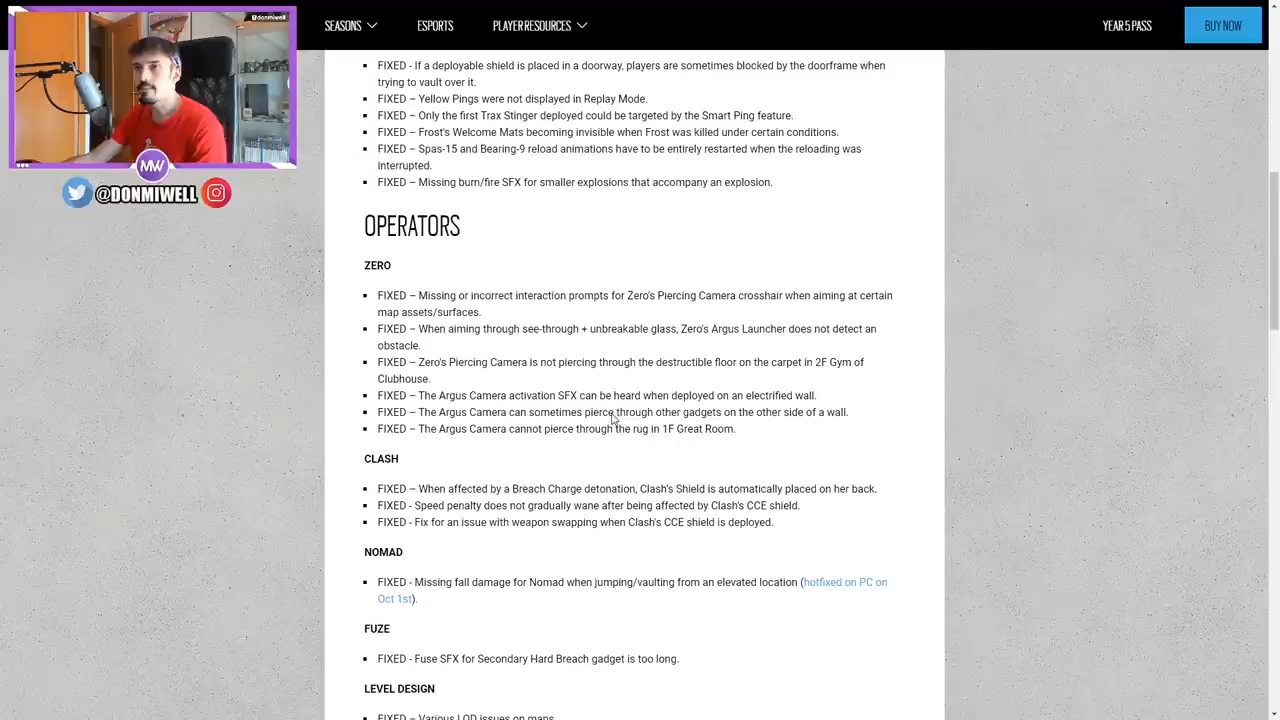 @donmiwell
SEASONS
ESPORTS
PLAYER RESOURCES
YEAR 5 PASS
BUY NOW
MW
@DONMIWELL
FIXED - If a deployable shield is placed in a doorway, players are sometimes blocked by the doorframe when
trying to vault over it.
FIXED – Yellow Pings were not displayed in Replay Mode.
FIXED – Only the first Trax Stinger deployed could be targeted by the Smart Ping feature.
FIXED – Frost's Welcome Mats becoming invisible when Frost was killed under certain conditions.
FIXED – Spas-15 and Bearing-9 reload animations have to be entirely restarted when the reloading was
interrupted.
FIXED – Missing burn/fire SFX for smaller explosions that accompany an explosion.
OPERATORS
ZERO
FIXED – Missing or incorrect interaction prompts for Zero's Piercing Camera crosshair when aiming at certain
map assets/surfaces.
FIXED – When aiming through see-through + unbreakable glass, Zero's Argus Launcher does not detect an
obstacle.
FIXED – Zero's Piercing Camera is not piercing through the destructible floor on the carpet in 2F Gym of
Clubhouse.
FIXED – The Argus Camera activation SFX can be heard when deployed on an electrified wall.
FIXED – The Argus Camera can sometimes pierce through other gadgets on the other side of a wall.
FIXED – The Argus Camera cannot pierce through the rug in 1F Great Room.
CLASH
FIXED – When affected by a Breach Charge detonation, Clash's Shield is automatically placed on her back.
FIXED - Speed penalty does not gradually wane after being affected by Clash's CCE shield.
FIXED - Fix for an issue with weapon swapping when Clash's CCE shield is deployed.
NOMAD
FIXED - Missing fall damage for Nomad when jumping/vaulting from an elevated location (hotfixed on PC on
Oct 1st).
FUZE
FIXED - Fuse SFX for Secondary Hard Breach gadget is too long.
LEVEL DESIGN
FIXED – Various LOD issues on maps.